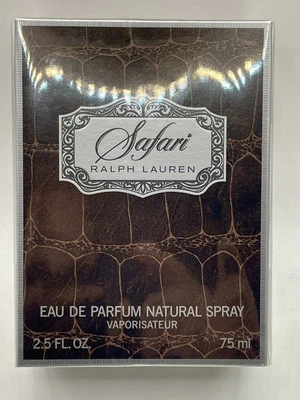 Safari
RALPH LAUREN
EAU DE PARFUM NATURAL SPRAY
VAPORISATEUR
2.5 FL. OZ. 75 ml